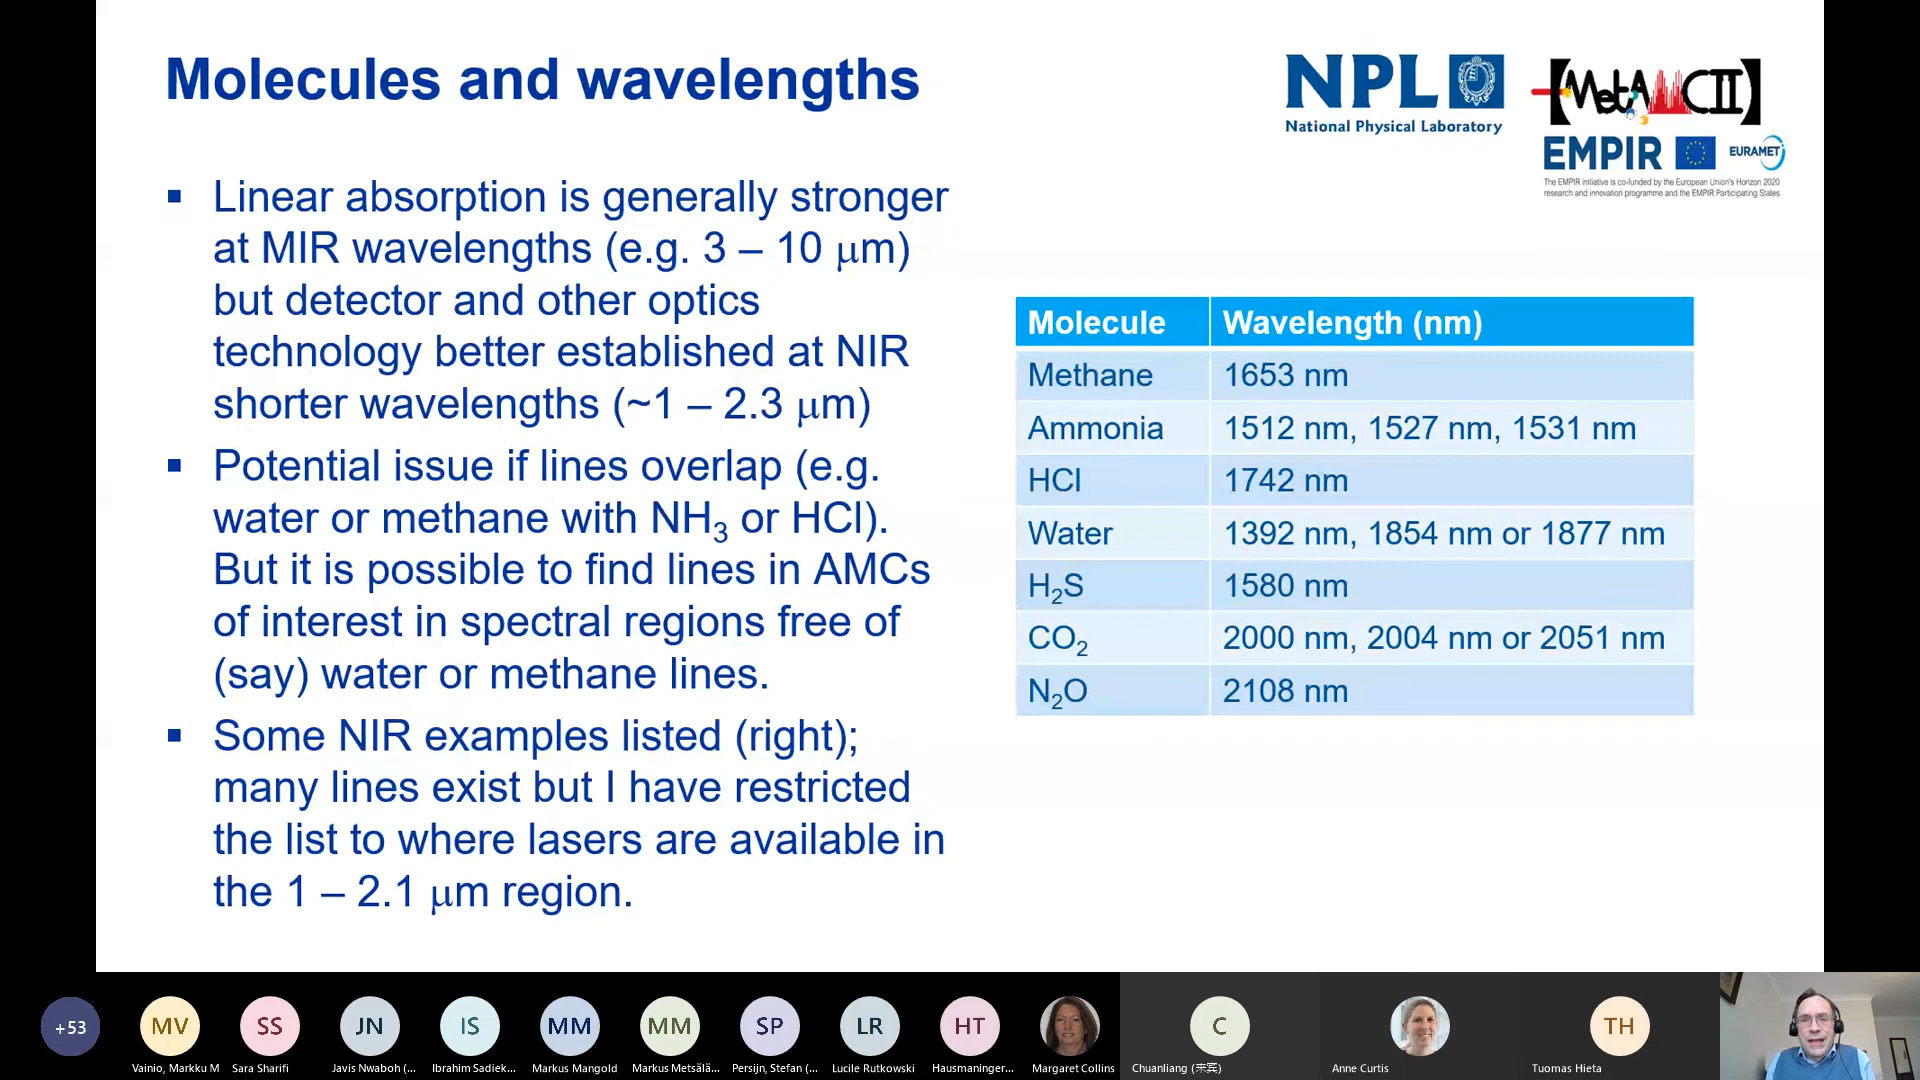 Molecules and wavelengths
NPL
National Physical Laboratory
[MetAMCII]
EMPIR
EURAMET
The EMPIR initiative is co-funded by the European Union's Horizon 2020
research and innovation programme and the EMPIR Participating States
▪ Linear absorption is generally stronger
at MIR wavelengths (e.g. 3 – 10 μm)
but detector and other optics
technology better established at NIR
shorter wavelengths (~1 – 2.3 μm)
▪ Potential issue if lines overlap (e.g.
water or methane with NH₃ or HCl).
But it is possible to find lines in AMCs
of interest in spectral regions free of
(say) water or methane lines.
▪ Some NIR examples listed (right);
many lines exist but I have restricted
the list to where lasers are available in
the 1 – 2.1 μm region.
Molecule Wavelength (nm)
Methane 1653 nm
Ammonia 1512 nm, 1527 nm, 1531 nm
HCl 1742 nm
Water 1392 nm, 1854 nm or 1877 nm
H₂S 1580 nm
CO₂ 2000 nm, 2004 nm or 2051 nm
N₂O 2108 nm
+53 MV SS JN IS MM MM SP LR HT C TH
Vainio, Markku M Sara Sharifi Javis Nwaboh (... Ibrahim Sadiek... Markus Mangold Markus Metsälä... Persijn, Stefan (... Lucile Rutkowski Hausmaninger... Margaret Collins Chuanliang (来宾) Anne Curtis Tuomas Hieta